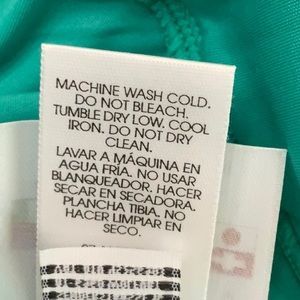 MACHINE WASH COLD.
DO NOT BLEACH.
TUMBLE DRY LOW, COOL
IRON. DO NOT DRY
CLEAN.
LAVAR A MÁQUINA EN
AGUA FRÍA. NO USAR
BLANQUEADOR. HACER
SECAR EN SECADORA.
PLANCHA TIBIA. NO
HACER LIMPIAR EN
SECO.